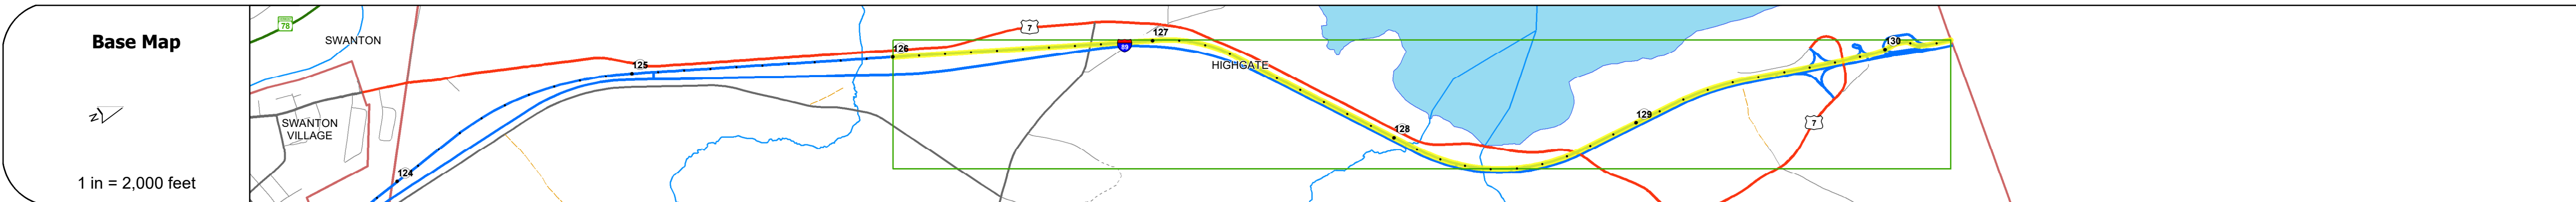 Base Map
N
1 in = 2,000 feet
78
SWANTON
SWANTON
VILLAGE
124
125
126
7
89
127
HIGHGATE
128
129
7
130